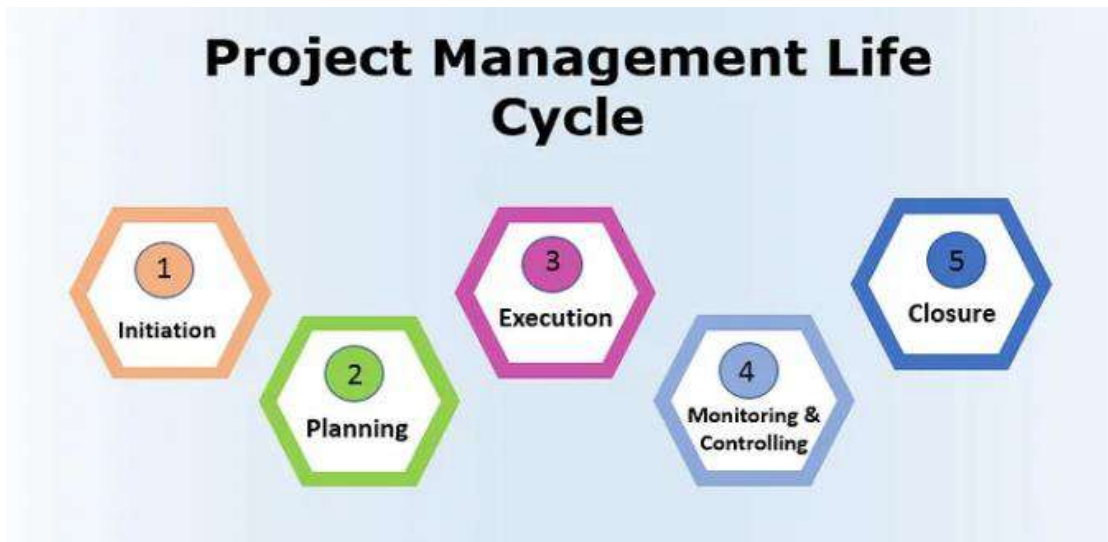 Project Management Life
Cycle
1
Initiation
2
Planning
3
Execution
4
Monitoring &
Controlling
5
Closure